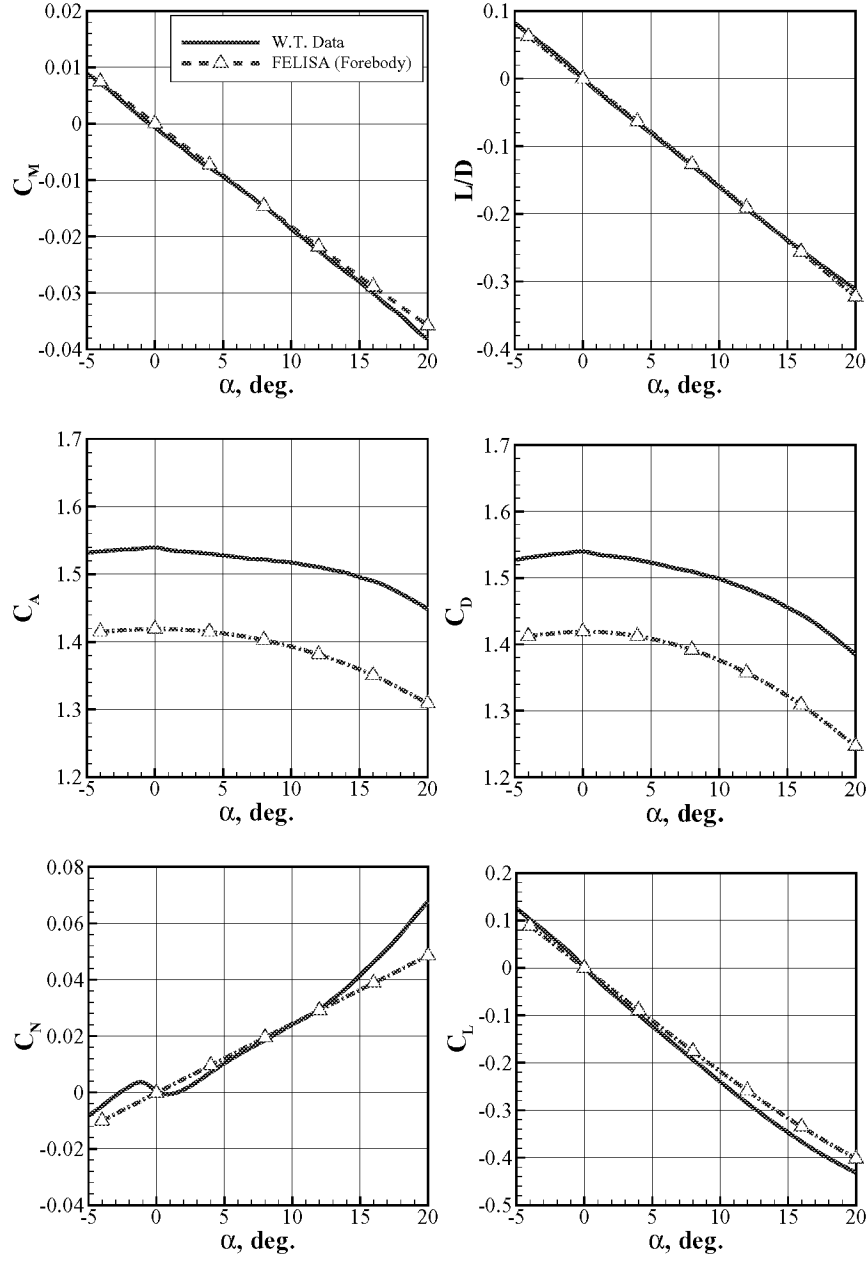 0.02
0.01
0
-0.01
-0.02
-0.03
-0.04
C_M
-5 0 5 10 15 20
α, deg.
W.T. Data
FELISA (Forebody)
0.1
0
-0.1
-0.2
-0.3
-0.4
L/D
-5 0 5 10 15 20
α, deg.
1.7
1.6
1.5
1.4
1.3
1.2
C_A
-5 0 5 10 15 20
α, deg.
1.7
1.6
1.5
1.4
1.3
1.2
C_D
-5 0 5 10 15 20
α, deg.
0.08
0.06
0.04
0.02
0
-0.02
-0.04
C_N
-5 0 5 10 15 20
α, deg.
0.2
0.1
0
-0.1
-0.2
-0.3
-0.4
-0.5
C_L
-5 0 5 10 15 20
α, deg.